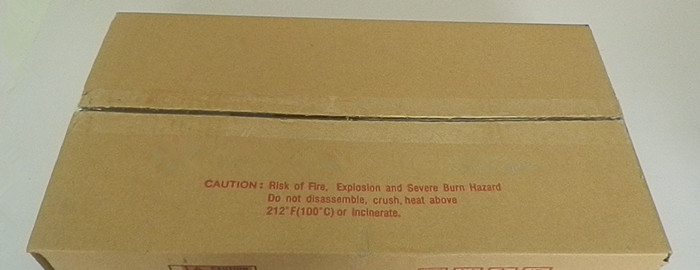 CAUTION: Risk of Fire, Explosion and Severe Burn Hazard
Do not disassemble, crush, heat above
212°F(100°C) or Incinerate.